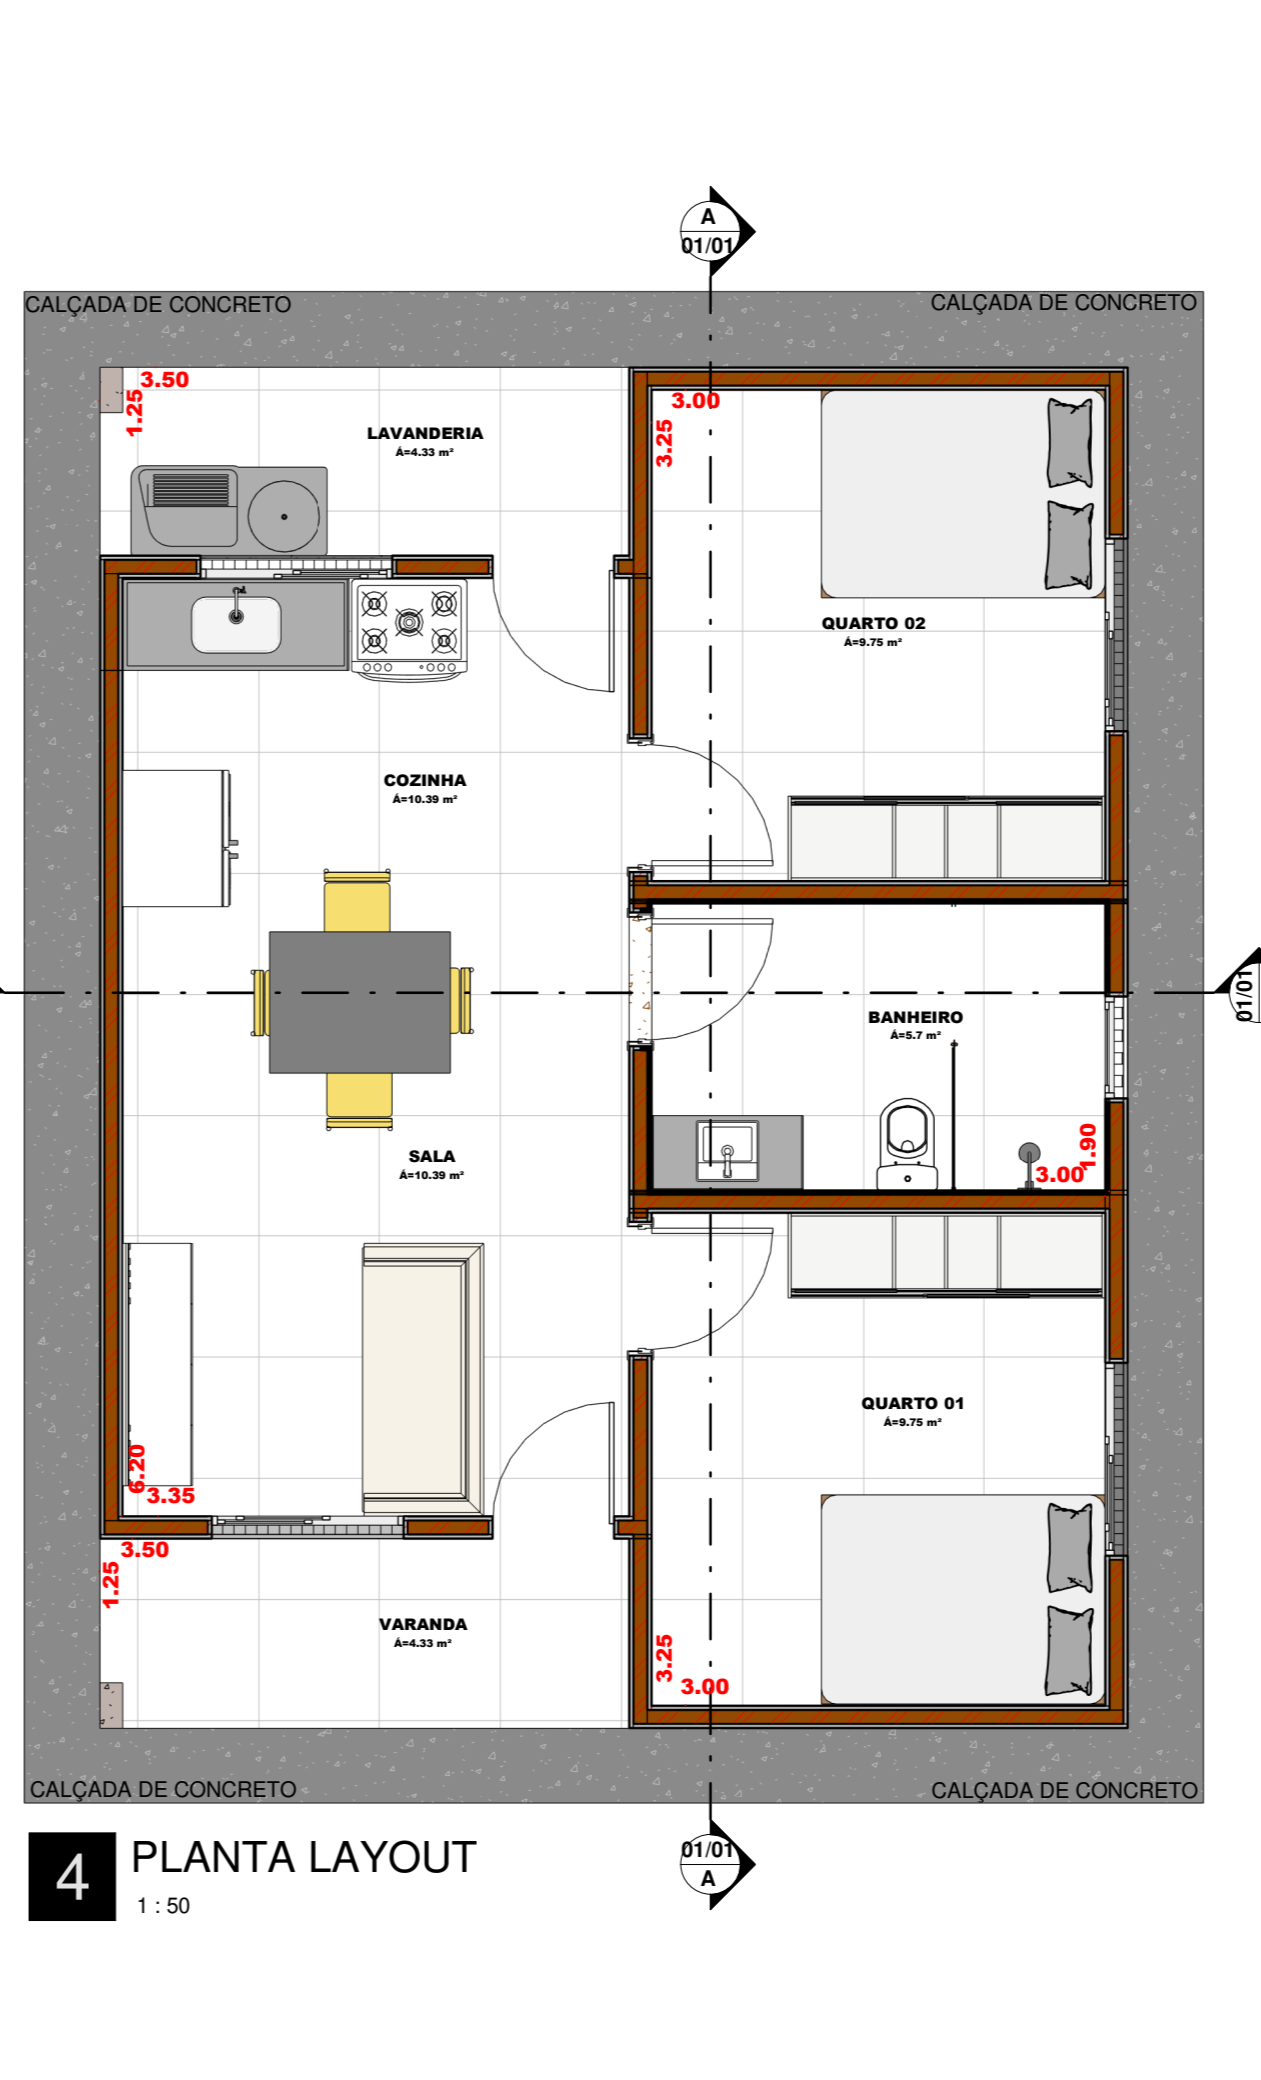 A
01/01
CALÇADA DE CONCRETO
CALÇADA DE CONCRETO
3.50
1.25
LAVANDERIA
Á=4.33 m²
3.00
3.25
QUARTO 02
Á=9.75 m²
COZINHA
Á=10.39 m²
01/01
BANHEIRO
Á=5.7 m²
1.90
3.00
SALA
Á=10.39 m²
QUARTO 01
Á=9.75 m²
6.20
3.35
3.50
1.25
VARANDA
Á=4.33 m²
3.25
3.00
CALÇADA DE CONCRETO
CALÇADA DE CONCRETO
4
PLANTA LAYOUT
1 : 50
01/01
A